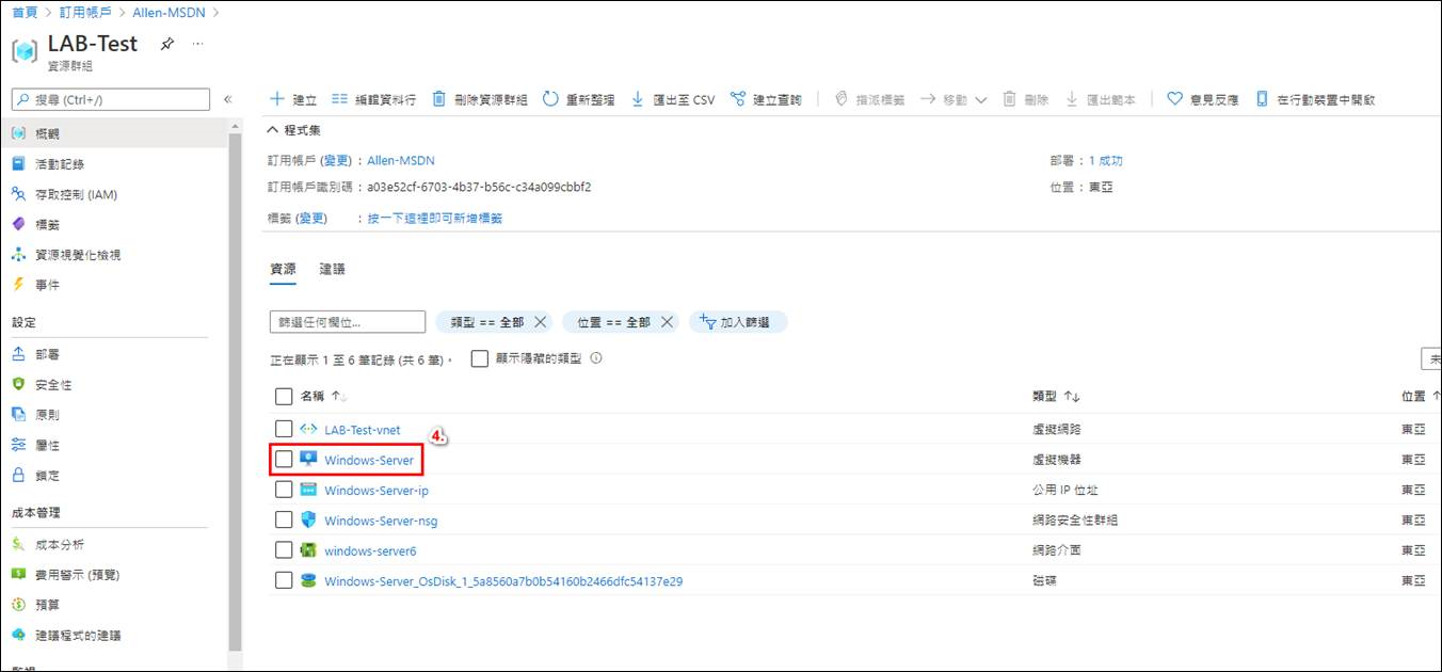 首頁 > 訂用帳戶 > Allen-MSDN >
LAB-Test ...
資源群組
搜尋 (Ctrl+/) «
概觀
活動記錄
存取控制 (IAM)
標籤
資源視覺化檢視
事件
設定
部署
安全性
原則
屬性
鎖定
成本管理
成本分析
費用警示 (預覽)
預算
建議程式的建議
建立 編輯資料行 刪除資源群組 重新整理 匯出至 CSV 建立查詢 指派標籤 移動 刪除 匯出範本 意見反應 在行動裝置中開啟
程式集
訂用帳戶 (變更) : Allen-MSDN 部署 : 1 成功
訂用帳戶識別碼 : a03e52cf-6703-4b37-b56c-c34a099cbbf2 位置 : 東亞
標籤 (變更) : 按一下這裡即可新增標籤
資源 建議
篩選任何欄位... 類型 == 全部 位置 == 全部 加入篩選
正在顯示 1 至 6 筆記錄 (共 6 筆)。 顯示隱藏的類型
名稱 ↑↓ 類型 ↑↓ 位置 ↑
LAB-Test-vnet 虛擬網路 東亞
4.
Windows-Server 虛擬機器 東亞
Windows-Server-ip 公用 IP 位址 東亞
Windows-Server-nsg 網路安全性群組 東亞
windows-server6 網路介面 東亞
Windows-Server_OsDisk_1_5a8560a7b0b54160b2466dfc54137e29 磁碟 東亞